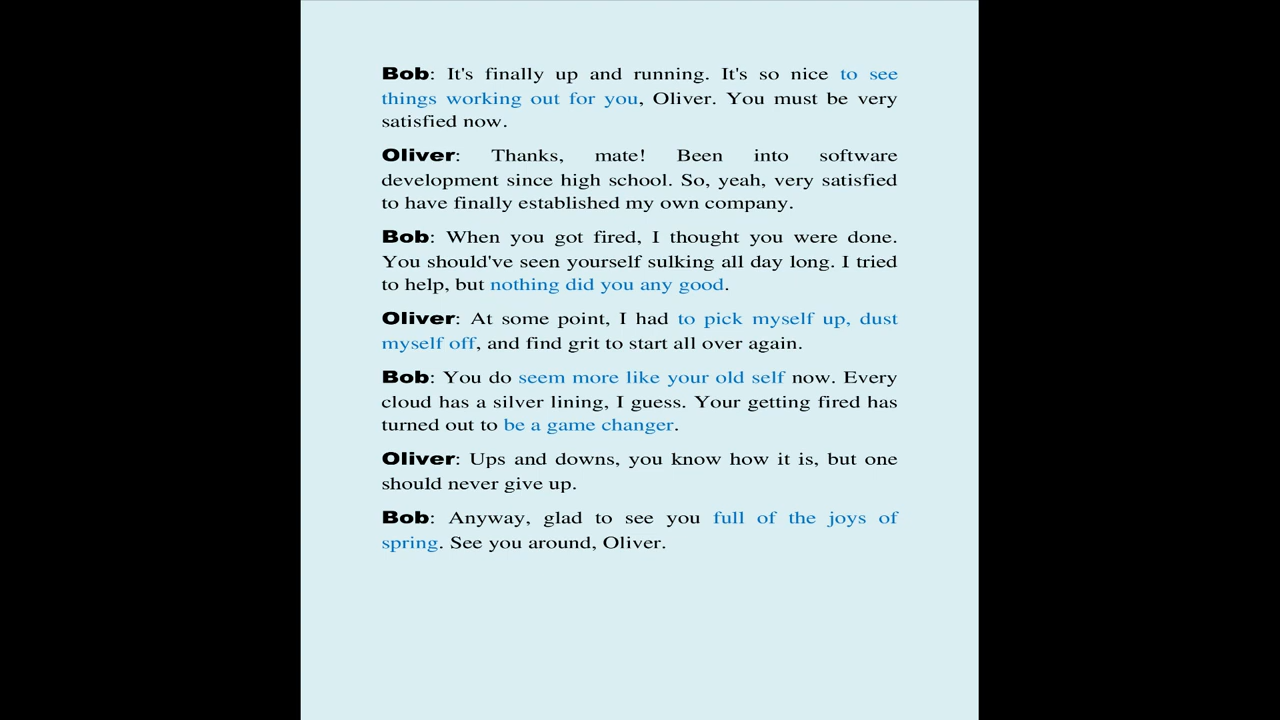 Bob: It's finally up and running. It's so nice to see
things working out for you, Oliver. You must be very
satisfied now.
Oliver: Thanks, mate! Been into software
development since high school. So, yeah, very satisfied
to have finally established my own company.
Bob: When you got fired, I thought you were done.
You should've seen yourself sulking all day long. I tried
to help, but nothing did you any good.
Oliver: At some point, I had to pick myself up, dust
myself off, and find grit to start all over again.
Bob: You do seem more like your old self now. Every
cloud has a silver lining, I guess. Your getting fired has
turned out to be a game changer.
Oliver: Ups and downs, you know how it is, but one
should never give up.
Bob: Anyway, glad to see you full of the joys of
spring. See you around, Oliver.